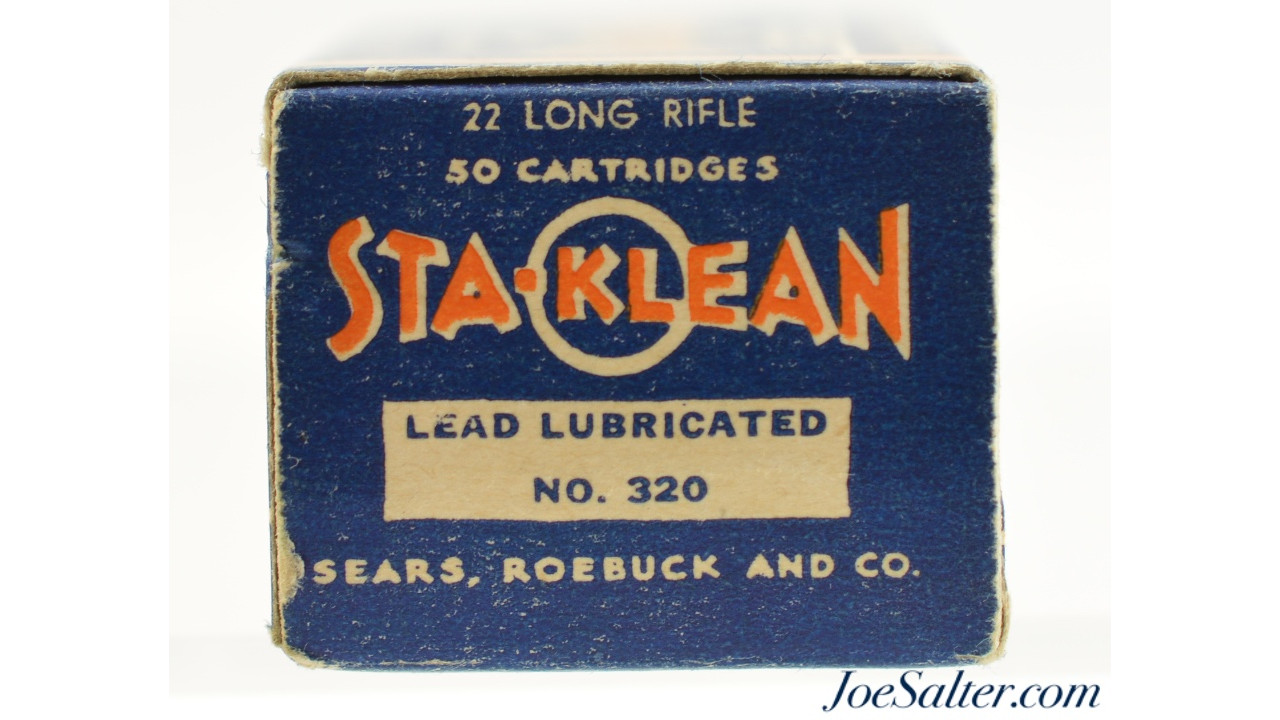 22 LONG RIFLE
50 CARTRIDGES
STA·KLEAN
LEAD LUBRICATED
NO. 320
SEARS, ROEBUCK AND CO.
JoeSalter.com